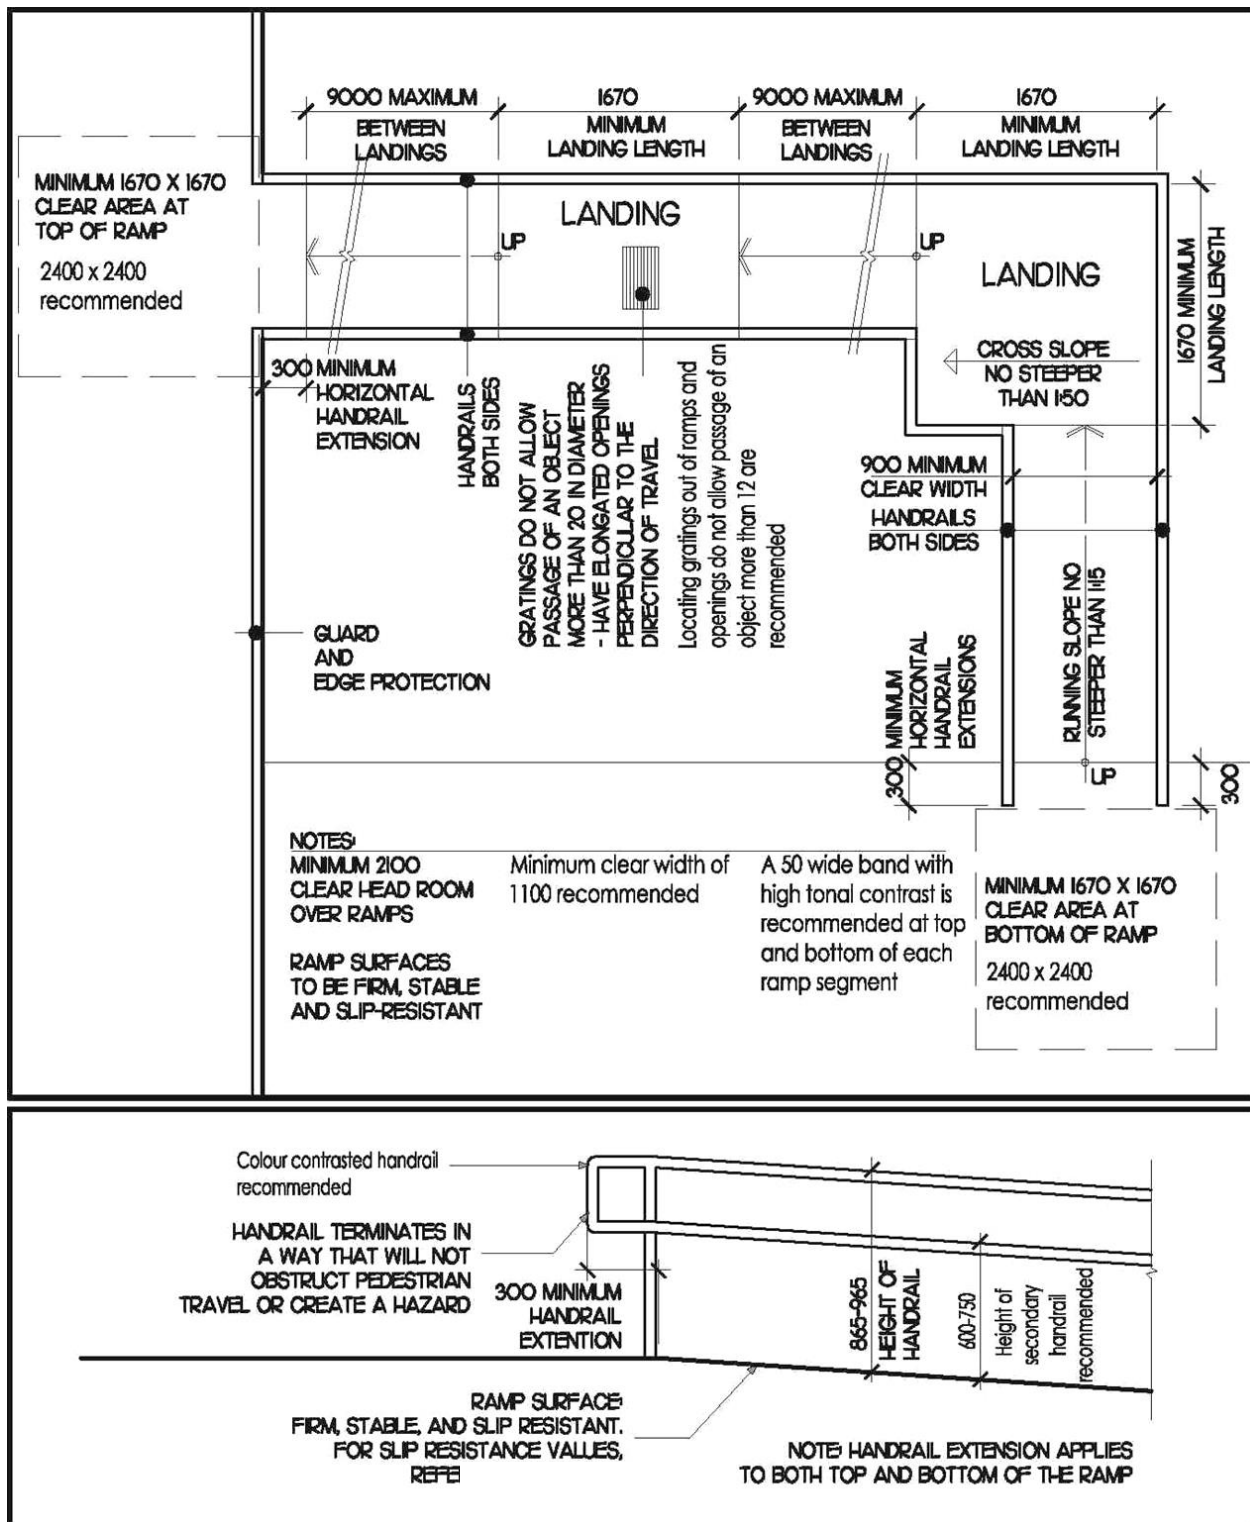 9000 MAXIMUM
BETWEEN
LANDINGS
1670
MINIMUM
LANDING LENGTH
9000 MAXIMUM
BETWEEN
LANDINGS
1670
MINIMUM
LANDING LENGTH
MINIMUM 1670 X 1670
CLEAR AREA AT
TOP OF RAMP
2400 x 2400
recommended
LANDING
UP
UP
LANDING
1670 MINIMUM
LANDING LENGTH
CROSS SLOPE
NO STEEPER
THAN 1:50
300 MINIMUM
HORIZONTAL
HANDRAIL
EXTENSION
HANDRAILS
BOTH SIDES
GRATINGS DO NOT ALLOW
PASSAGE OF AN OBJECT
MORE THAN 20 IN DIAMETER
- HAVE ELONGATED OPENINGS
PERPENDICULAR TO THE
DIRECTION OF TRAVEL
Locating gratings out of ramps and
openings do not allow passage of an
object more than 12 are
recommended
900 MINIMUM
CLEAR WIDTH
HANDRAILS
BOTH SIDES
GUARD
AND
EDGE PROTECTION
300 MINIMUM
HORIZONTAL
HANDRAIL
EXTENSIONS
RUNNING SLOPE NO
STEEPER THAN 1:15
UP
300
NOTES:
MINIMUM 2100
CLEAR HEAD ROOM
OVER RAMPS
RAMP SURFACES
TO BE FIRM, STABLE
AND SLIP-RESISTANT
Minimum clear width of
1100 recommended
A 50 wide band with
high tonal contrast is
recommended at top
and bottom of each
ramp segment
MINIMUM 1670 X 1670
CLEAR AREA AT
BOTTOM OF RAMP
2400 x 2400
recommended
Colour contrasted handrail
recommended
HANDRAIL TERMINATES IN
A WAY THAT WILL NOT
OBSTRUCT PEDESTRIAN
TRAVEL OR CREATE A HAZARD
300 MINIMUM
HANDRAIL
EXTENTION
865-965
HEIGHT OF
HANDRAIL
600-750
Height of
secondary
handrail
recommended
RAMP SURFACE:
FIRM, STABLE, AND SLIP RESISTANT.
FOR SLIP RESISTANCE VALUES,
NOTE: HANDRAIL EXTENSION APPLIES
TO BOTH TOP AND BOTTOM OF THE RAMP